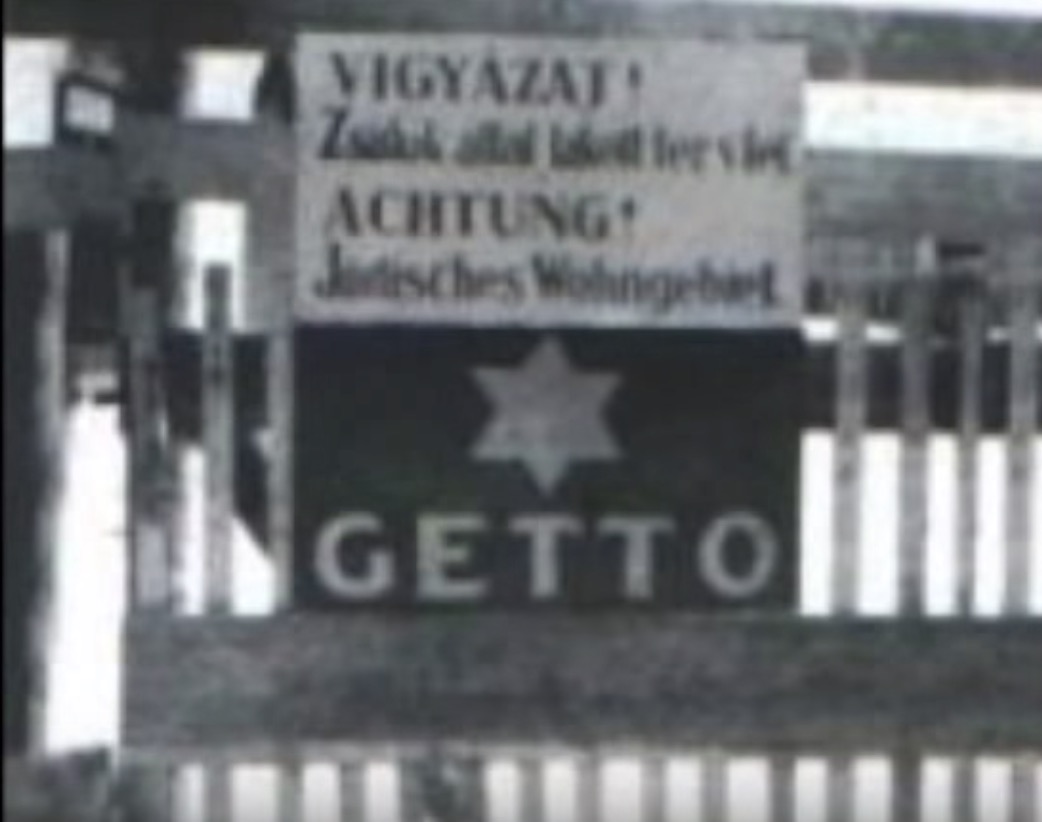 VIGYÁZAT!
Zsidók által lakott terület
ACHTUNG!
Jüdisches Wohngebiet
GETTO